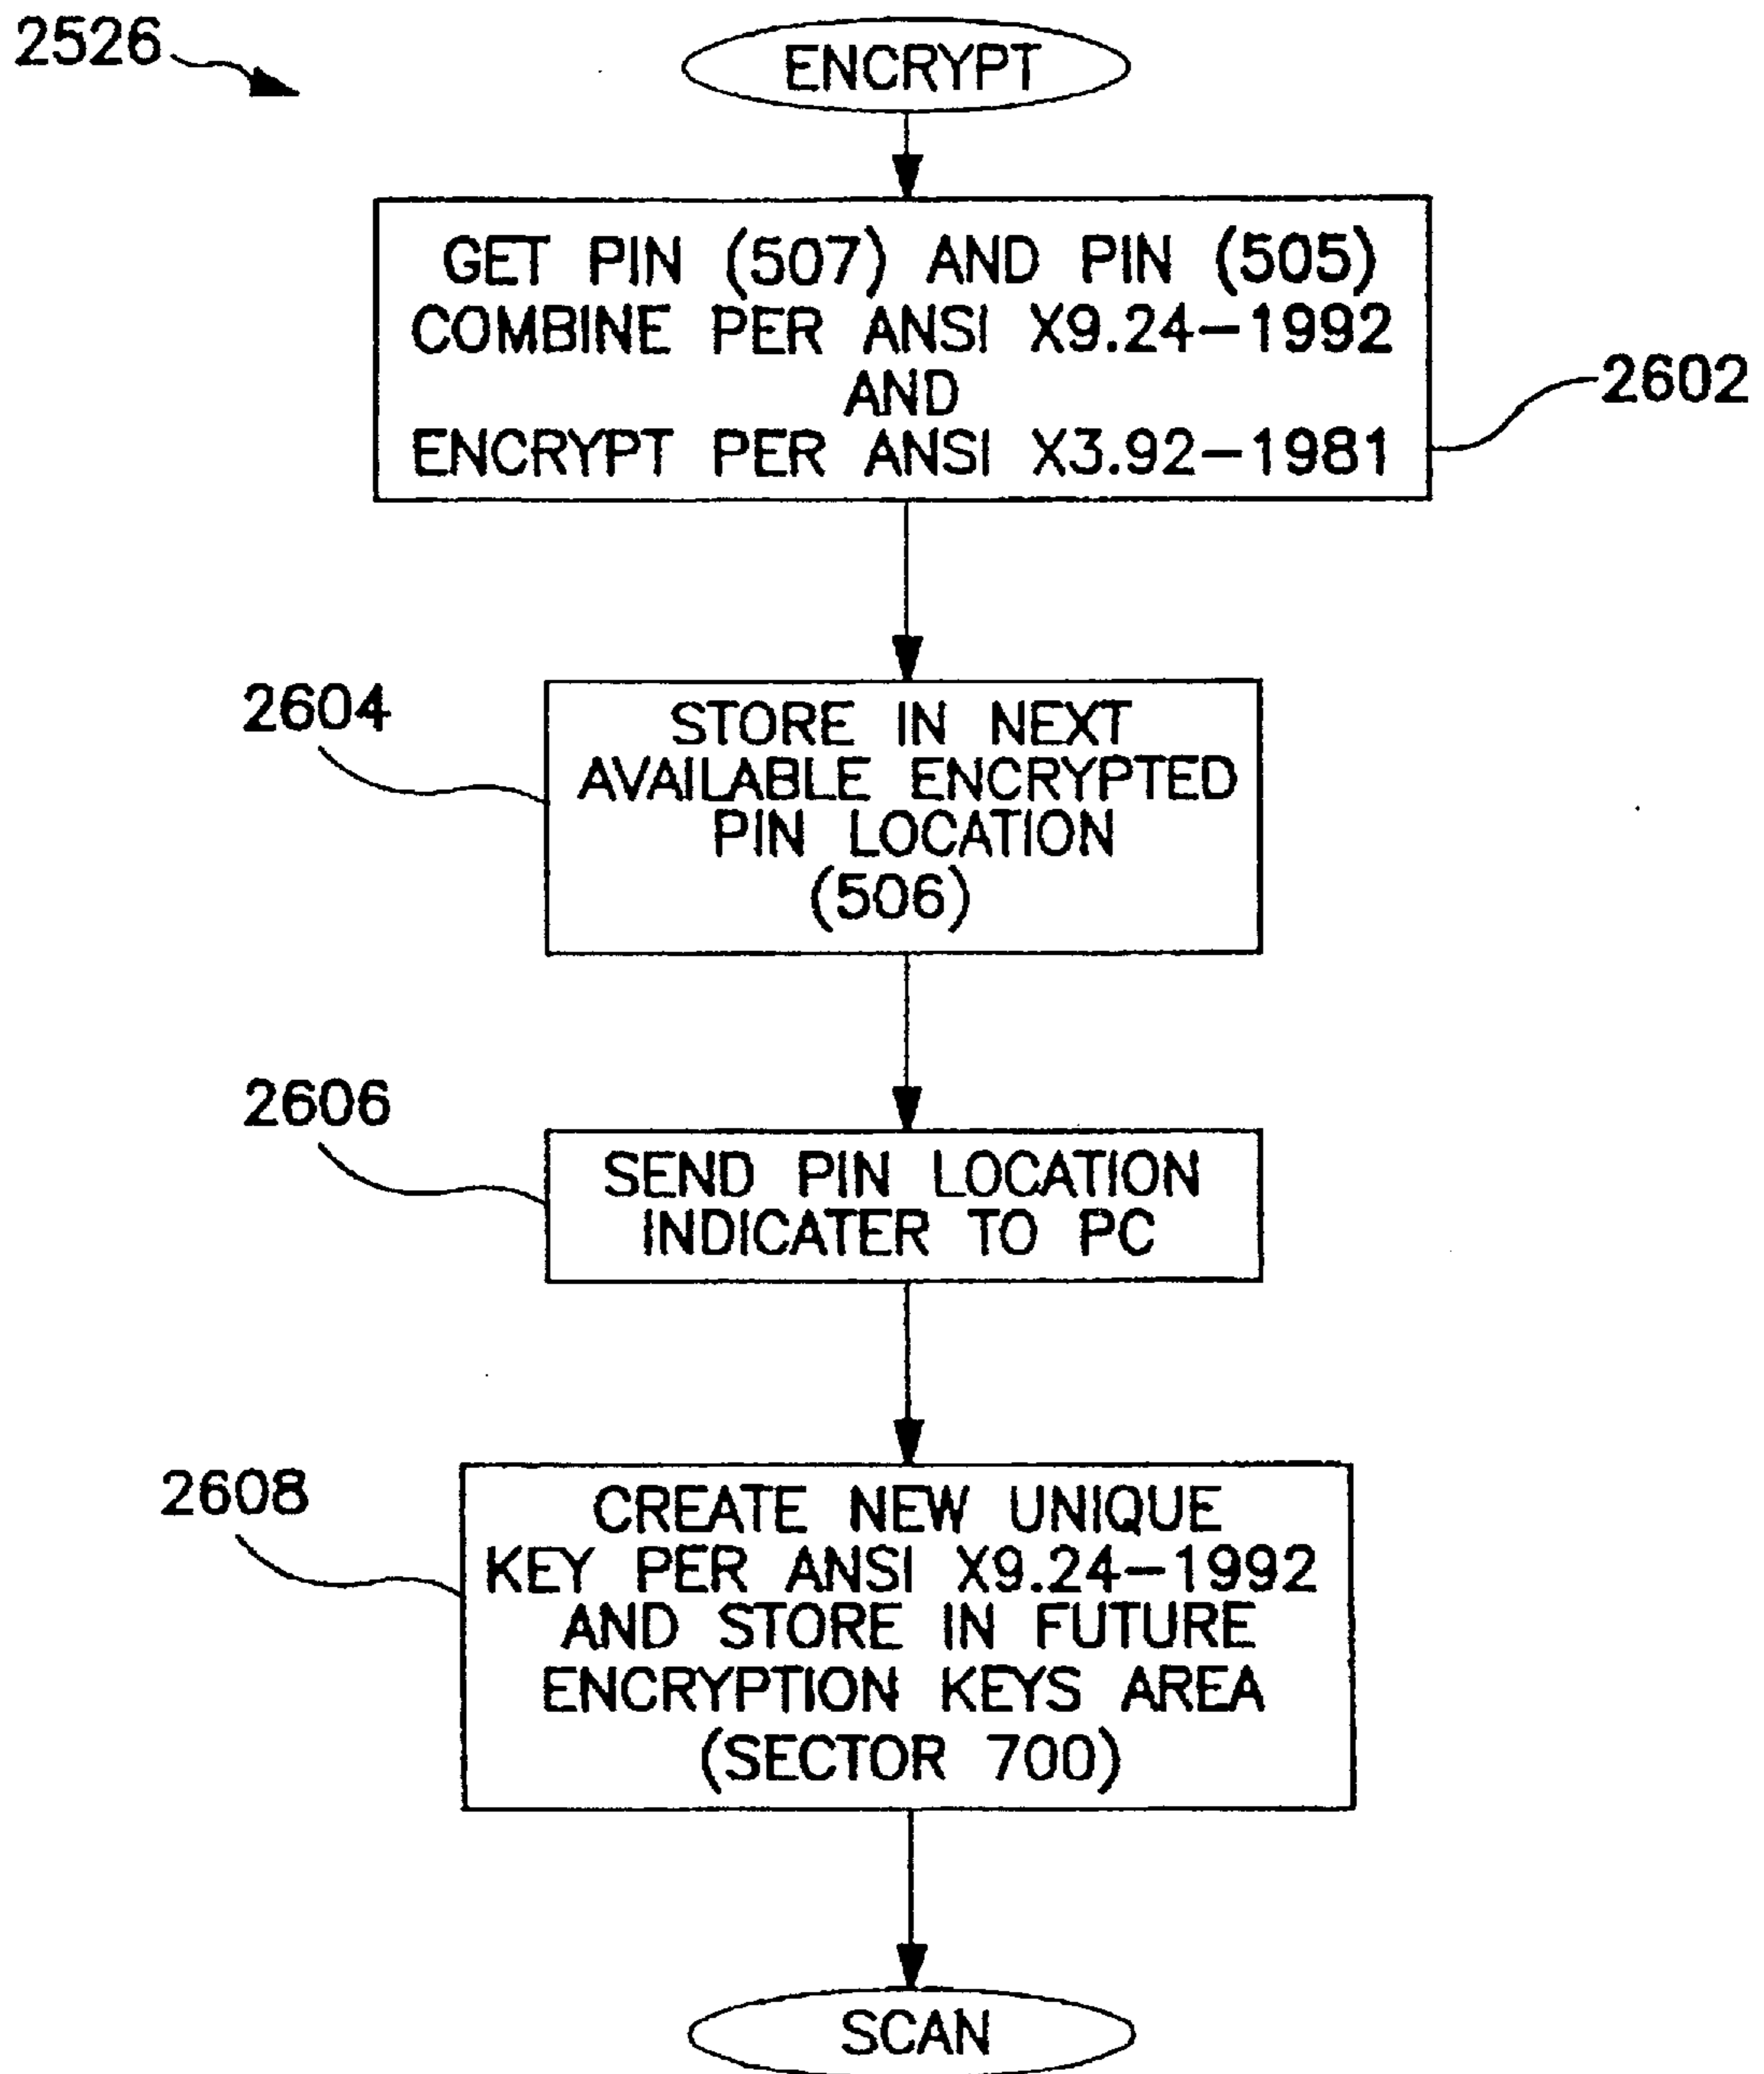 2526
ENCRYPT
GET PIN (507) AND PIN (505)
COMBINE PER ANSI X9.24-1992
AND
ENCRYPT PER ANSI X3.92-1981
2602
2604
STORE IN NEXT
AVAILABLE ENCRYPTED
PIN LOCATION
(506)
2606
SEND PIN LOCATION
INDICATER TO PC
2608
CREATE NEW UNIQUE
KEY PER ANSI X9.24-1992
AND STORE IN FUTURE
ENCRYPTION KEYS AREA
(SECTOR 700)
SCAN